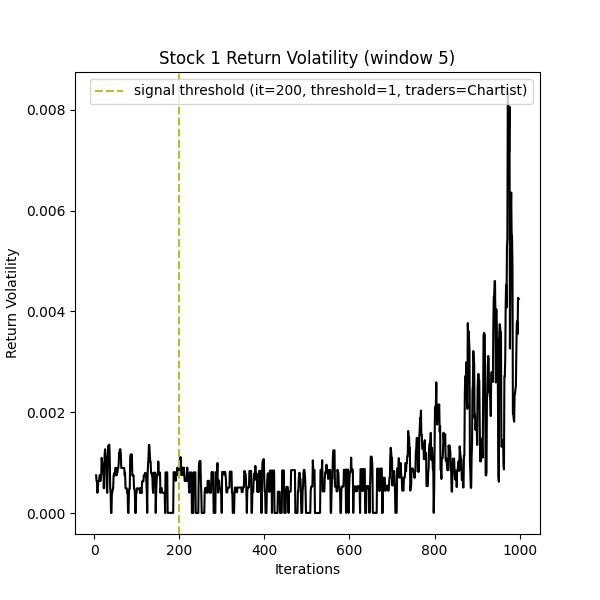 Stock 1 Return Volatility (window 5)
signal threshold (it=200, threshold=1, traders=Chartist)
0.008
0.006
0.004
0.002
0.000
Return Volatility
0
200
400
600
800
1000
Iterations